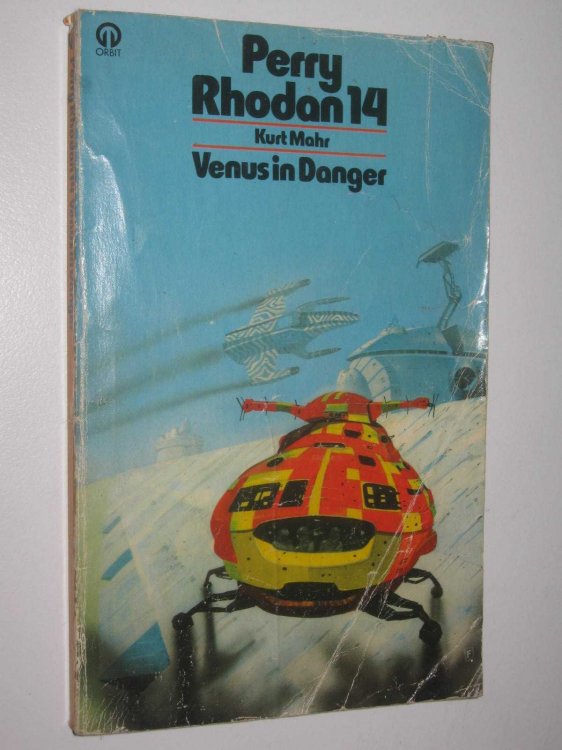 ORBIT
Perry
Rhodan 14
Kurt Mahr
Venus in Danger